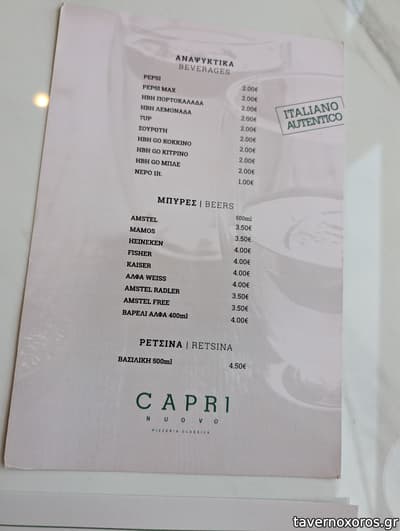 ΑΝΑΨΥΚΤΙΚΑ
BEVERAGES
PEPSI 2.00€
PEPSI MAX 2.00€
ΗΒΗ ΠΟΡΤΟΚΑΛΑΔΑ 2.00€
ΗΒΗ ΛΕΜΟΝΑΔΑ 2.00€
7UP 2.00€
ΣΟΥΡΩΤΗ 2.00€
ΗΒΗ GO ΚΟΚΚΙΝΟ 2.00€
ΗΒΗ GO ΚΙΤΡΙΝΟ 2.00€
ΗΒΗ GO ΜΠΛΕ 2.00€
ΝΕΡΟ 1lt. 1.00€
ITALIANO
AUTENTICO
ΜΠΥΡΕΣ | BEERS
500ml
AMSTEL 3.50€
MAMOS 3.50€
HEINEKEN 4.00€
FISHER 4.00€
KAISER 4.00€
ΑΛΦΑ WEISS 4.00€
AMSTEL RADLER 3.50€
AMSTEL FREE 3.50€
ΒΑΡΕΛΙ ΑΛΦΑ 400ml 4.00€
ΡΕΤΣΙΝΑ | RETSINA
ΒΑΣΙΛΙΚΗ 500ml 4.50€
CAPRI
NUOVO
PIZZERIA CLASSICA
tavernoxoros.gr